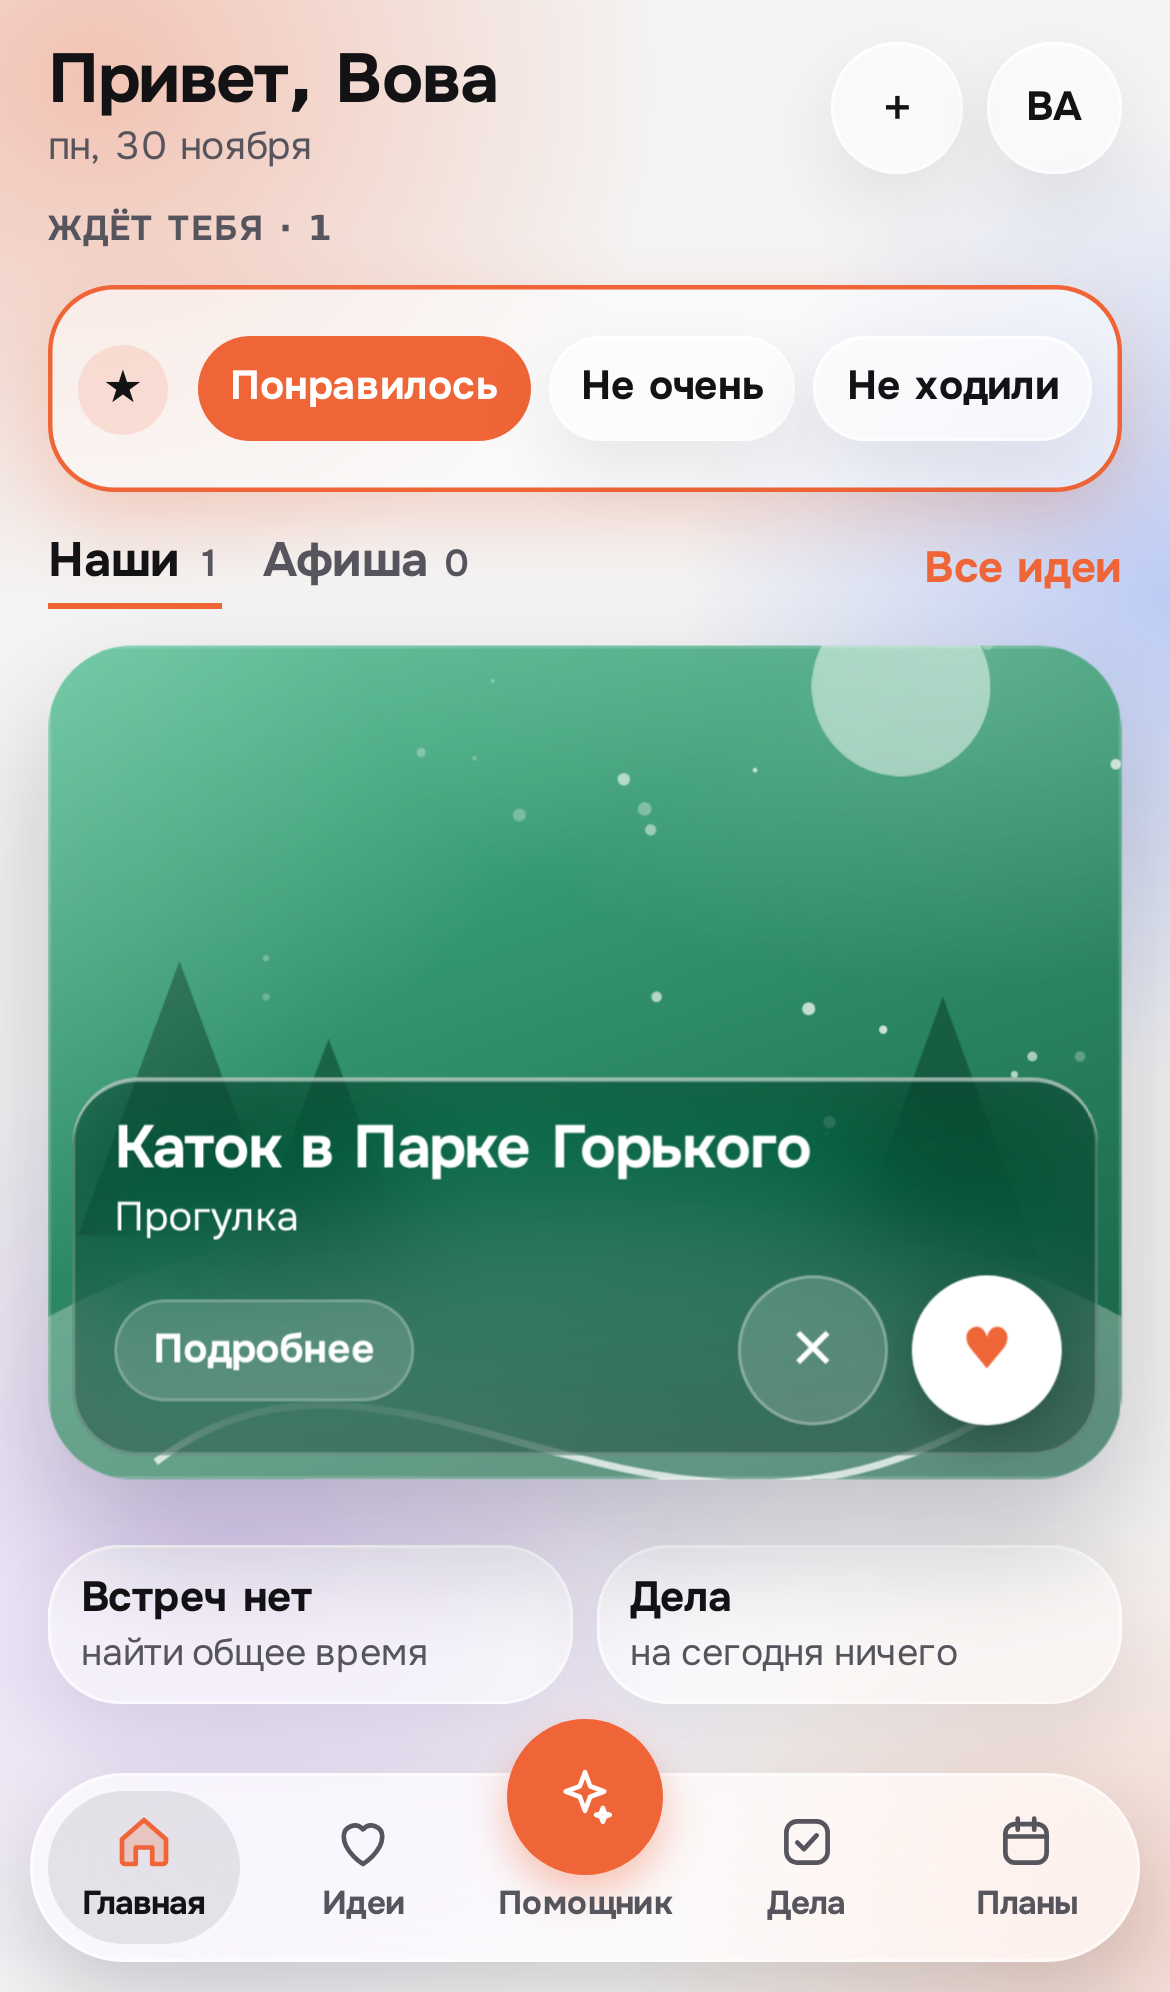 Привет, Вова
пн, 30 ноября
+
ВА
ЖДЁТ ТЕБЯ · 1
★ Понравилось Не очень Не ходили
Наши 1 Афиша 0 Все идеи
Каток в Парке Горького
Прогулка
Подробнее
Встреч нет
найти общее время
Дела
на сегодня ничего
Главная Идеи Помощник Дела Планы